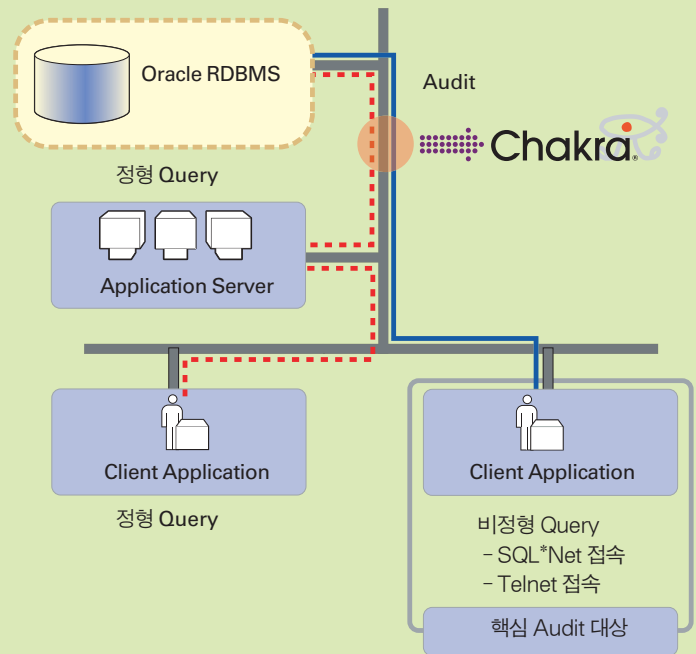 Oracle RDBMS
Audit
Chakra®
정형 Query
Application Server
Client Application
정형 Query
Client Application
비정형 Query
- SQL*Net 접속
- Telnet 접속
핵심 Audit 대상